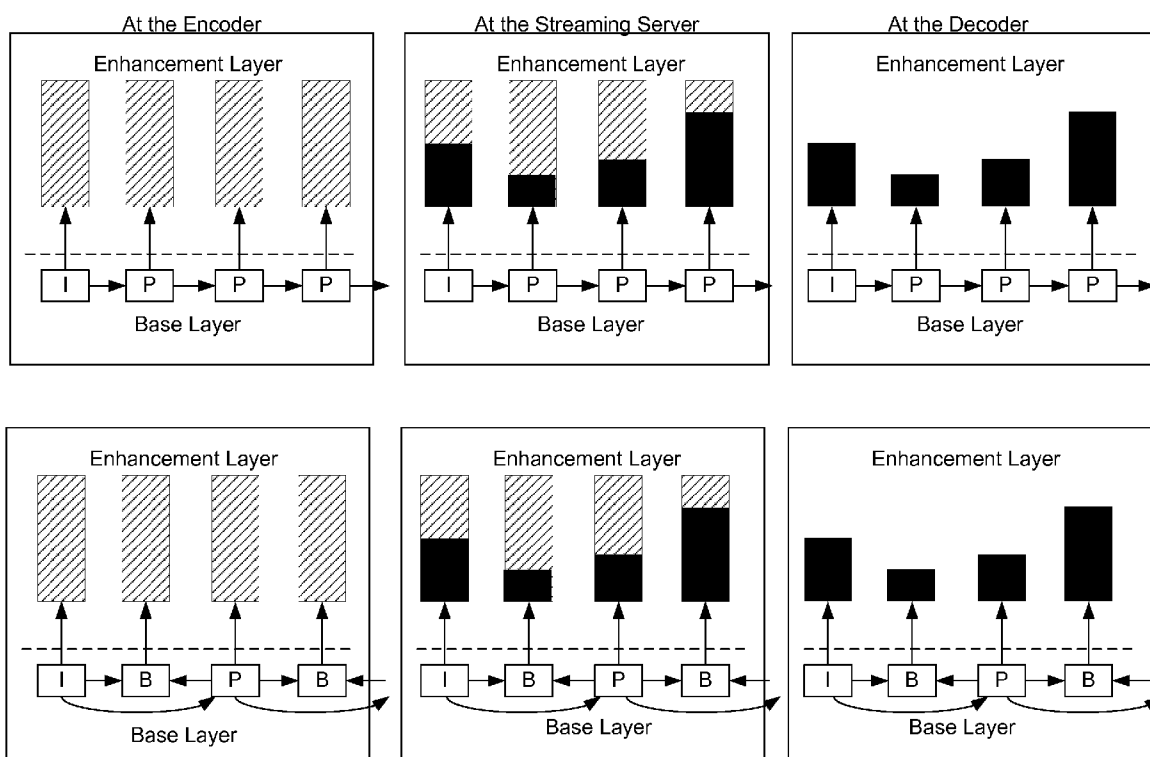 At the Encoder
At the Streaming Server
At the Decoder
Enhancement Layer
Enhancement Layer
Enhancement Layer
I P P P
I P P P
I P P P
Base Layer
Base Layer
Base Layer
Enhancement Layer
Enhancement Layer
Enhancement Layer
I B P B
I B P B
I B P B
Base Layer
Base Layer
Base Layer